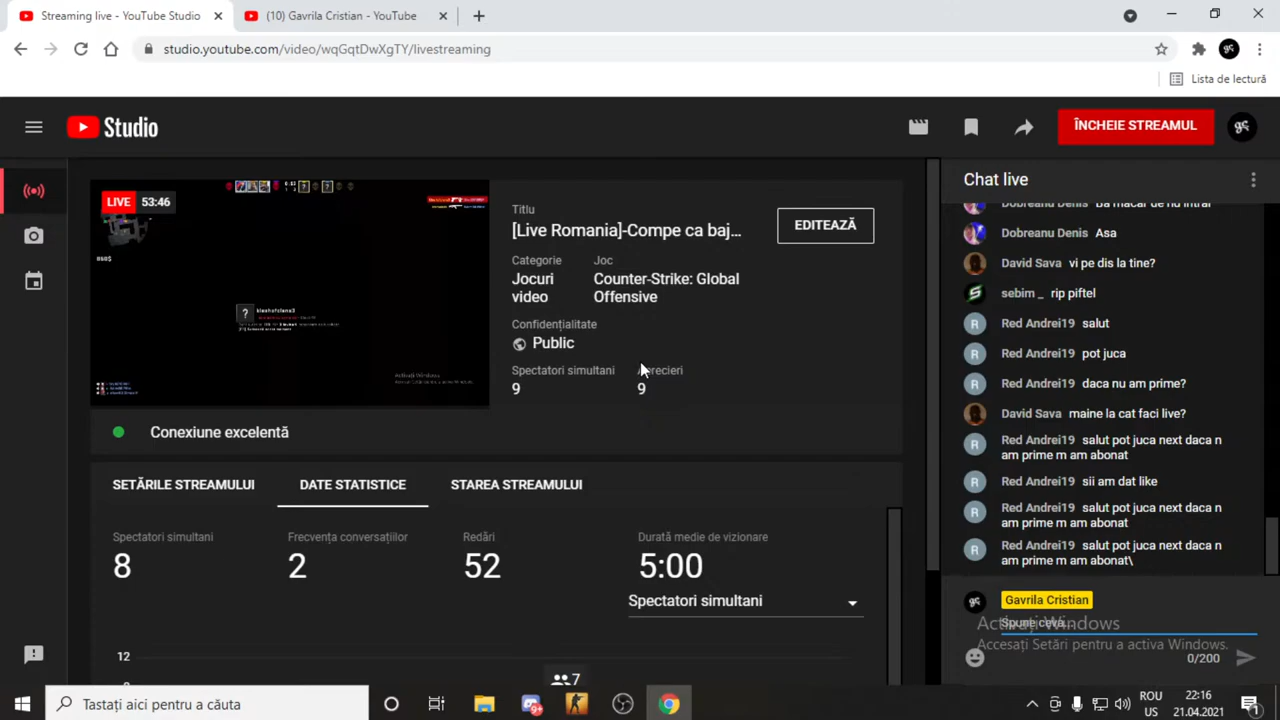 Streaming live - YouTube Studio
(10) Gavrila Cristian - YouTube
studio.youtube.com/video/wqGqtDwXgTY/livestreaming
Lista de lectură
Studio
ÎNCHEIE STREAMUL
LIVE 53:46
Titlu
[Live Romania]-Compe ca baj...
EDITEAZĂ
Categorie
Jocuri
video
Joc
Counter-Strike: Global
Offensive
Confidențialitate
Public
Spectatori simultani
9
9
Conexiune excelentă
SETĂRILE STREAMULUI
DATE STATISTICE
STAREA STREAMULUI
Spectatori simultani
8
Frecvența conversațiilor
2
Redări
52
Durată medie de vizionare
5:00
Spectatori simultani
12
7
Chat live
Dobreanu Denis Ba macar de nu intrai
Dobreanu Denis Asa
David Sava vi pe dis la tine?
sebim _ rip piftel
Red Andrei19 salut
Red Andrei19 pot juca
Red Andrei19 daca nu am prime?
David Sava maine la cat faci live?
Red Andrei19 salut pot juca next daca n
am prime m am abonat
Red Andrei19 sii am dat like
Red Andrei19 salut pot juca next daca n
am prime m am abonat
Red Andrei19 salut pot juca next daca n
am prime m am abonat\
Gavrila Cristian
Spune ceva...
Activați Windows
Accesați Setări pentru a activa Windows.
0/200
Tastați aici pentru a căuta
9+
ROU
US
22:16
21.04.2021
1